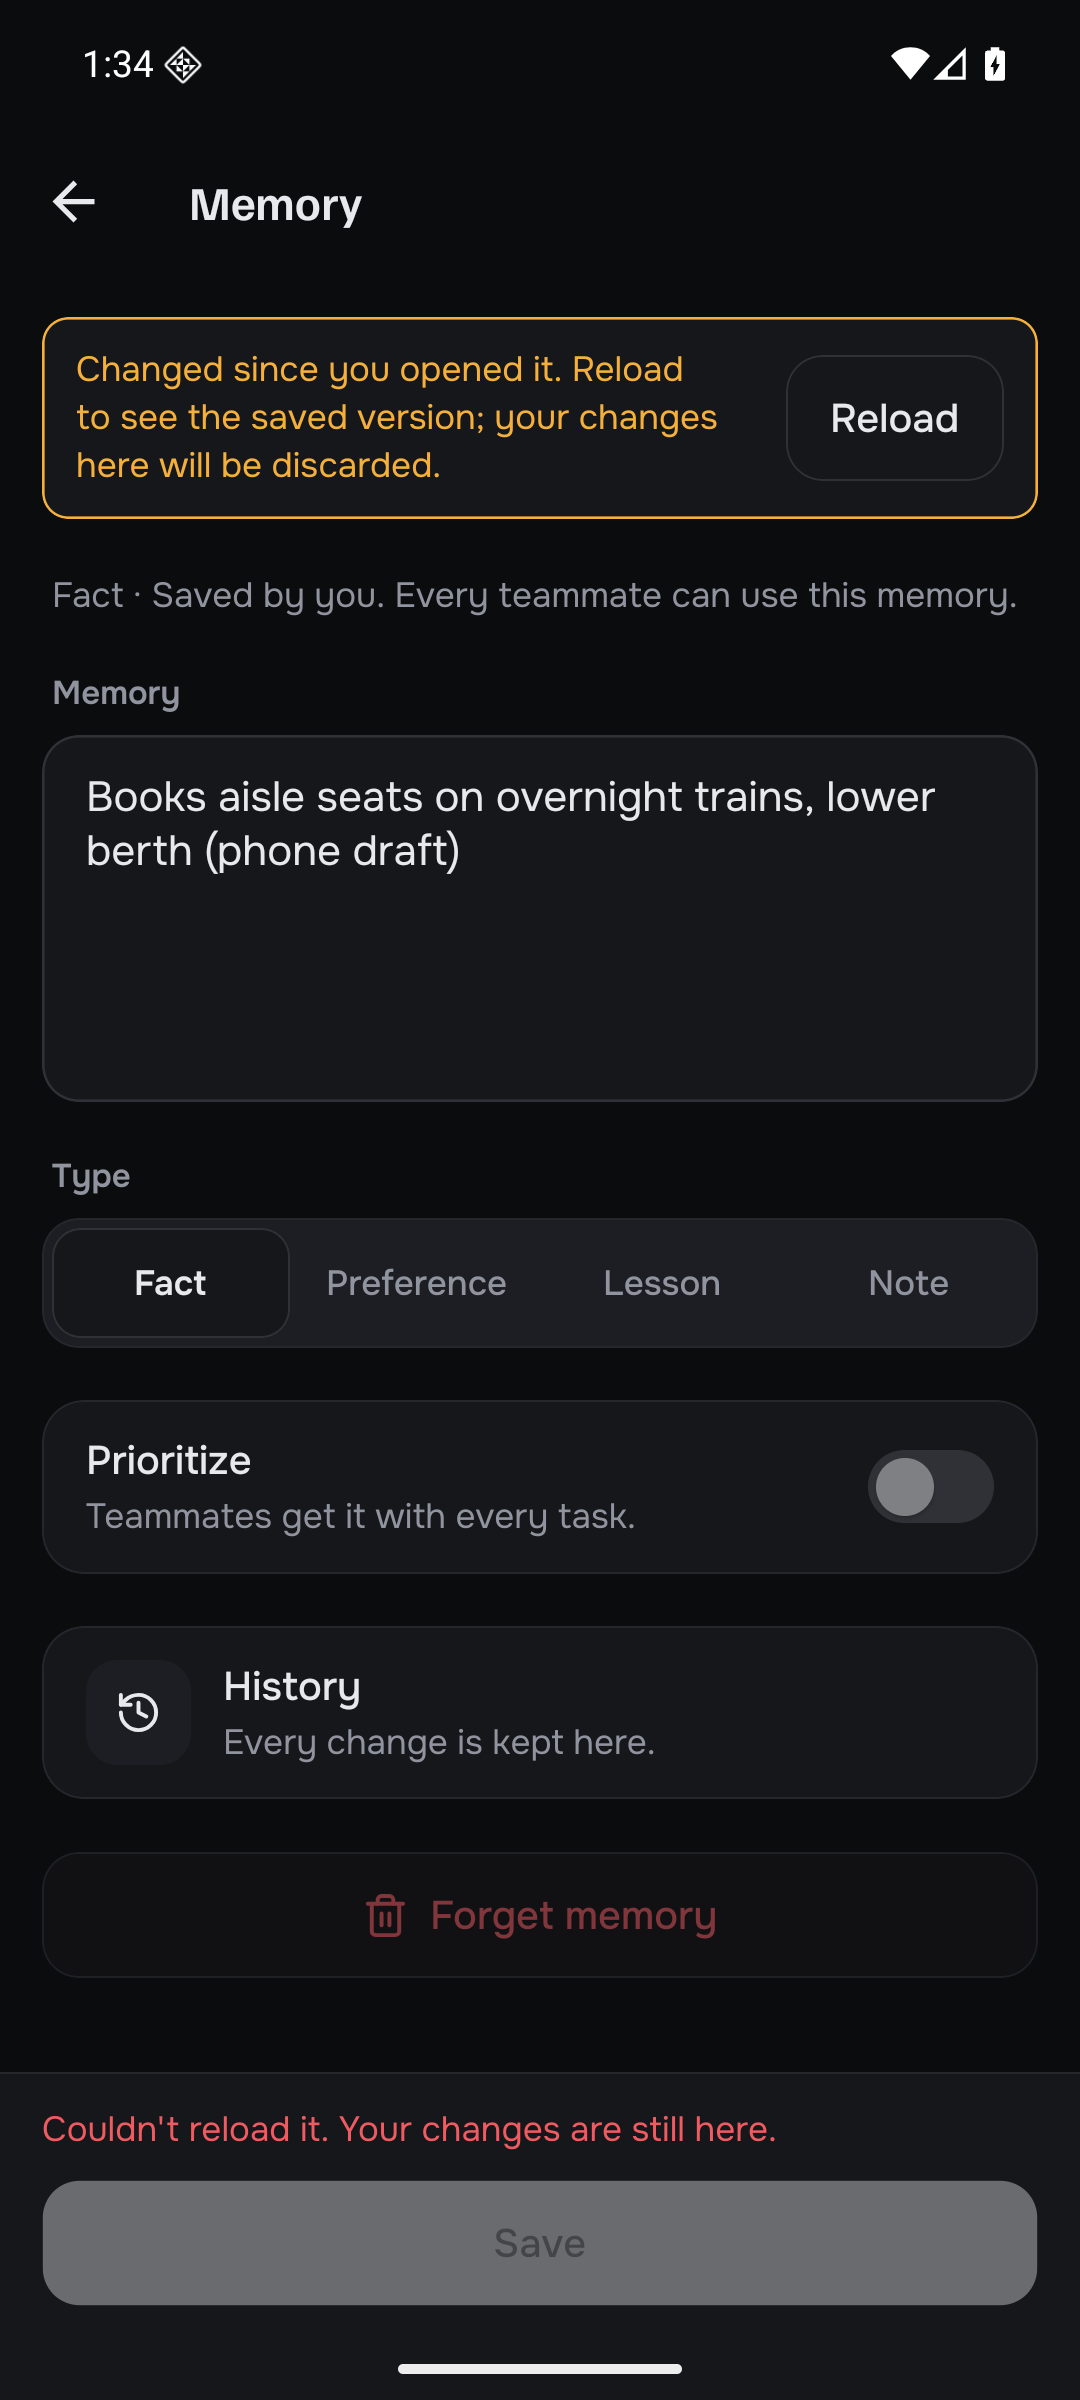 1:34
Memory
Changed since you opened it. Reload
to see the saved version; your changes
here will be discarded.
Reload
Fact · Saved by you. Every teammate can use this memory.
Memory
Books aisle seats on overnight trains, lower
berth (phone draft)
Type
Fact
Preference
Lesson
Note
Prioritize
Teammates get it with every task.
History
Every change is kept here.
Forget memory
Couldn't reload it. Your changes are still here.
Save